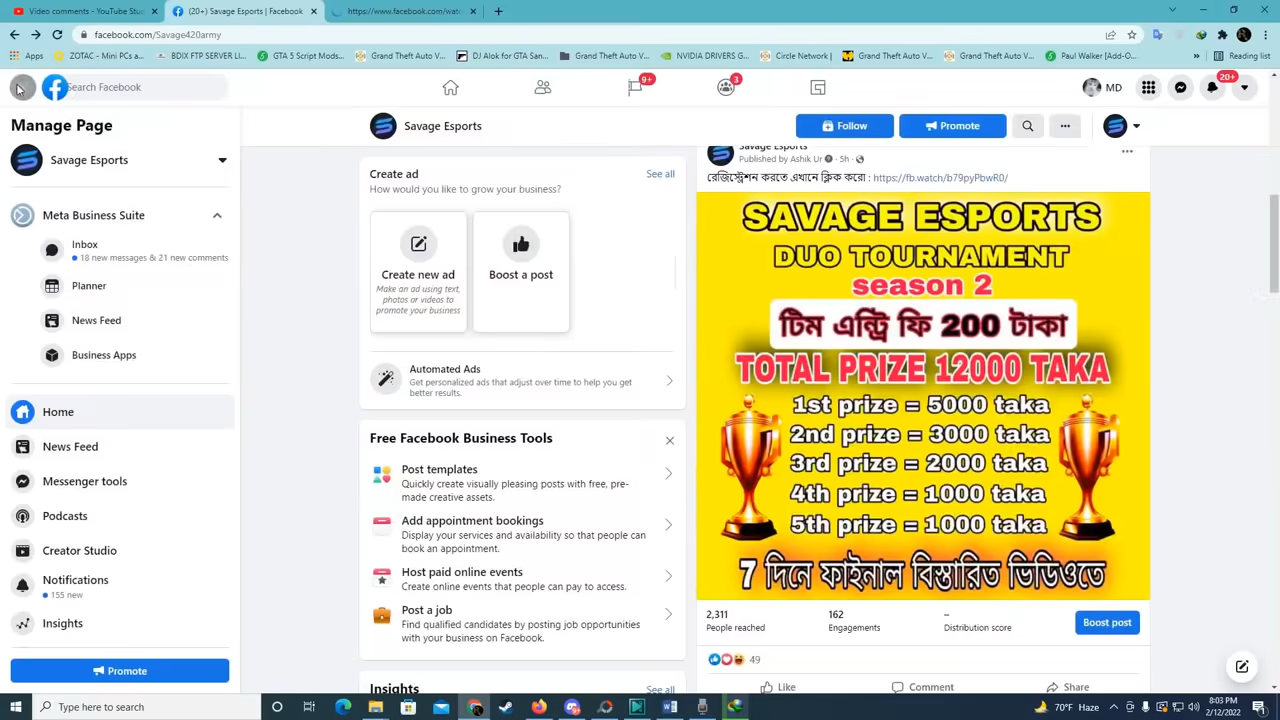 Video comments - YouTube Stu
(20+) Savage Esports | Facebook
https://www.facebook.com/wat
facebook.com/Savage420army
Apps
ZOTAC - Mini PCs a...
BDIX FTP SERVER LI...
GTA 5 Script Mods...
Grand Theft Auto V...
DJ Alok for GTA San...
Grand Theft Auto V...
NVIDIA DRIVERS G...
Circle Network |...
Grand Theft Auto V...
Grand Theft Auto V...
Paul Walker [Add-O...
Reading list
Search Facebook
9+
3
MD
20+
Manage Page
Savage Esports
Meta Business Suite
Inbox
18 new messages & 21 new comments
Planner
News Feed
Business Apps
Home
News Feed
Messenger tools
Podcasts
Creator Studio
Notifications
155 new
Insights
Promote
Savage Esports
Follow
Promote
Create ad
See all
How would you like to grow your business?
Create new ad
Make an ad using text,
photos or videos to
promote your business
Boost a post
Automated Ads
Get personalized ads that adjust over time to help you get
better results.
Free Facebook Business Tools
Post templates
Quickly create visually pleasing posts with free, pre-
made creative assets.
Add appointment bookings
Display your services and availability so that people can
book an appointment.
Host paid online events
Create online events that people can pay to access.
Post a job
Find qualified candidates by posting job opportunities
with your business on Facebook.
Insights
See all
Savage Esports
Published by Ashik Ur · 5h ·
রেজিস্ট্রেশন করতে এখানে ক্লিক করো : https://fb.watch/b79pyPbwR0/
SAVAGE ESPORTS
DUO TOURNAMENT
season 2
টিম এন্ট্রি ফি 200 টাকা
TOTAL PRIZE 12000 TAKA
1st prize = 5000 taka
2nd prize = 3000 taka
3rd prize = 2000 taka
4th prize = 1000 taka
5th prize = 1000 taka
7 দিনে ফাইনাল বিস্তারিত ভিডিওতে
2,311
People reached
162
Engagements
–
Distribution score
Boost post
49
Like
Comment
Share
Type here to search
70°F Haze
8:03 PM
2/12/2022